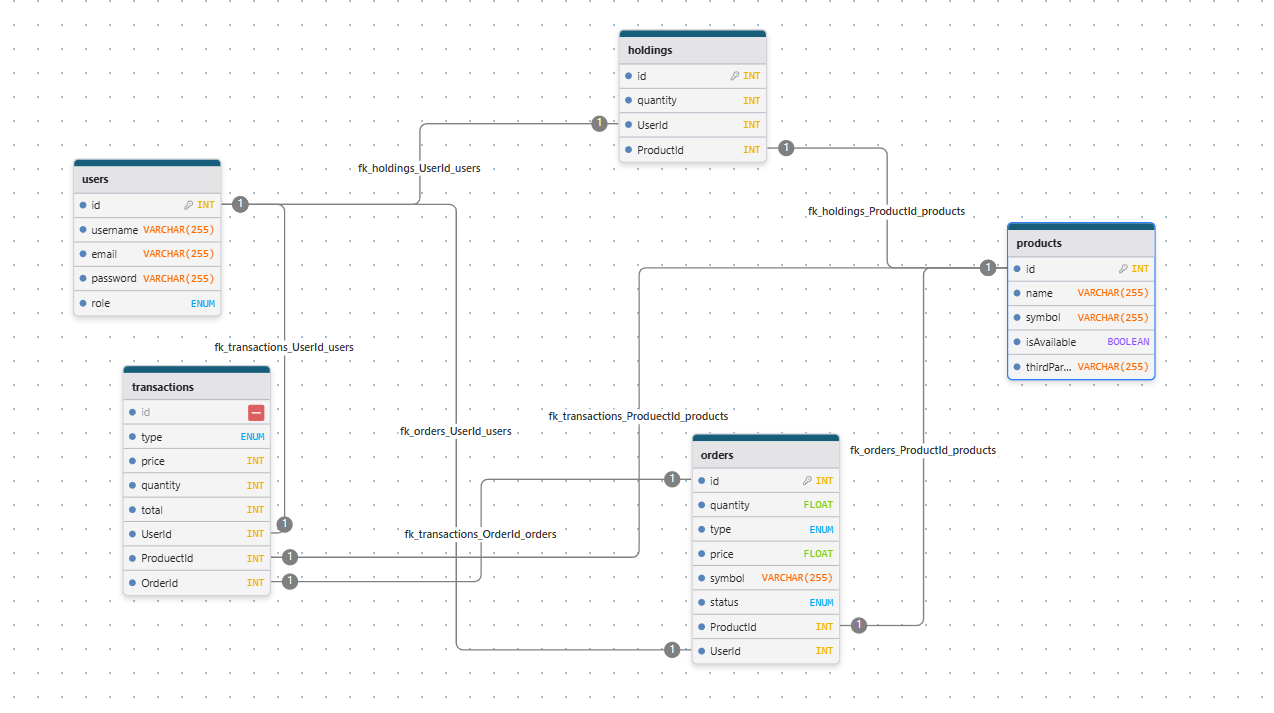 holdings
id INT
quantity INT
UserId INT
ProductId INT
1
1
fk_holdings_UserId_users
users
id INT
username VARCHAR(255)
email VARCHAR(255)
password VARCHAR(255)
role ENUM
1
fk_holdings_ProductId_products
products
id INT
name VARCHAR(255)
symbol VARCHAR(255)
isAvailable BOOLEAN
thirdPar... VARCHAR(255)
1
fk_transactions_UserId_users
transactions
id
type ENUM
price INT
quantity INT
total INT
UserId INT
ProduectId INT
OrderId INT
1
1
1
fk_transactions_ProduectId_products
fk_orders_UserId_users
fk_orders_ProductId_products
fk_transactions_OrderId_orders
orders
id INT
quantity FLOAT
type ENUM
price FLOAT
symbol VARCHAR(255)
status ENUM
ProductId INT
UserId INT
1
1
1